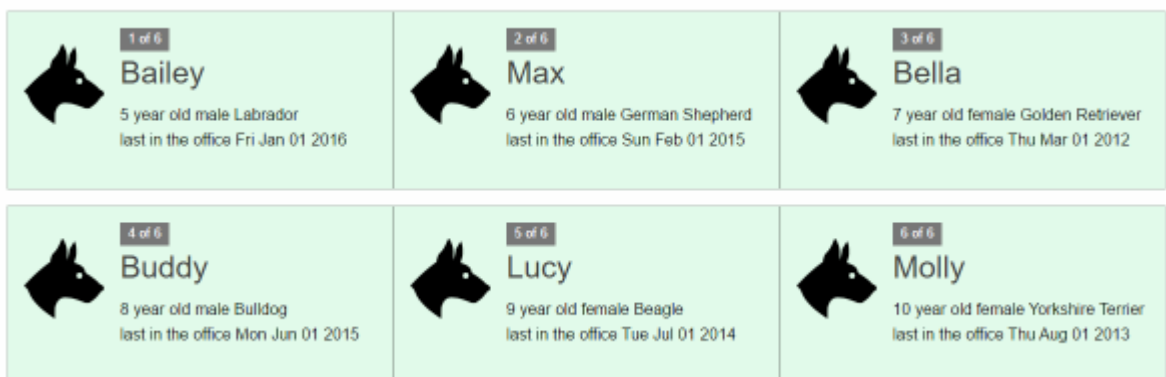 1 of 6
Bailey
5 year old male Labrador
last in the office Fri Jan 01 2016
2 of 6
Max
6 year old male German Shepherd
last in the office Sun Feb 01 2015
3 of 6
Bella
7 year old female Golden Retriever
last in the office Thu Mar 01 2012
4 of 6
Buddy
8 year old male Bulldog
last in the office Mon Jun 01 2015
5 of 6
Lucy
9 year old female Beagle
last in the office Tue Jul 01 2014
6 of 6
Molly
10 year old female Yorkshire Terrier
last in the office Thu Aug 01 2013